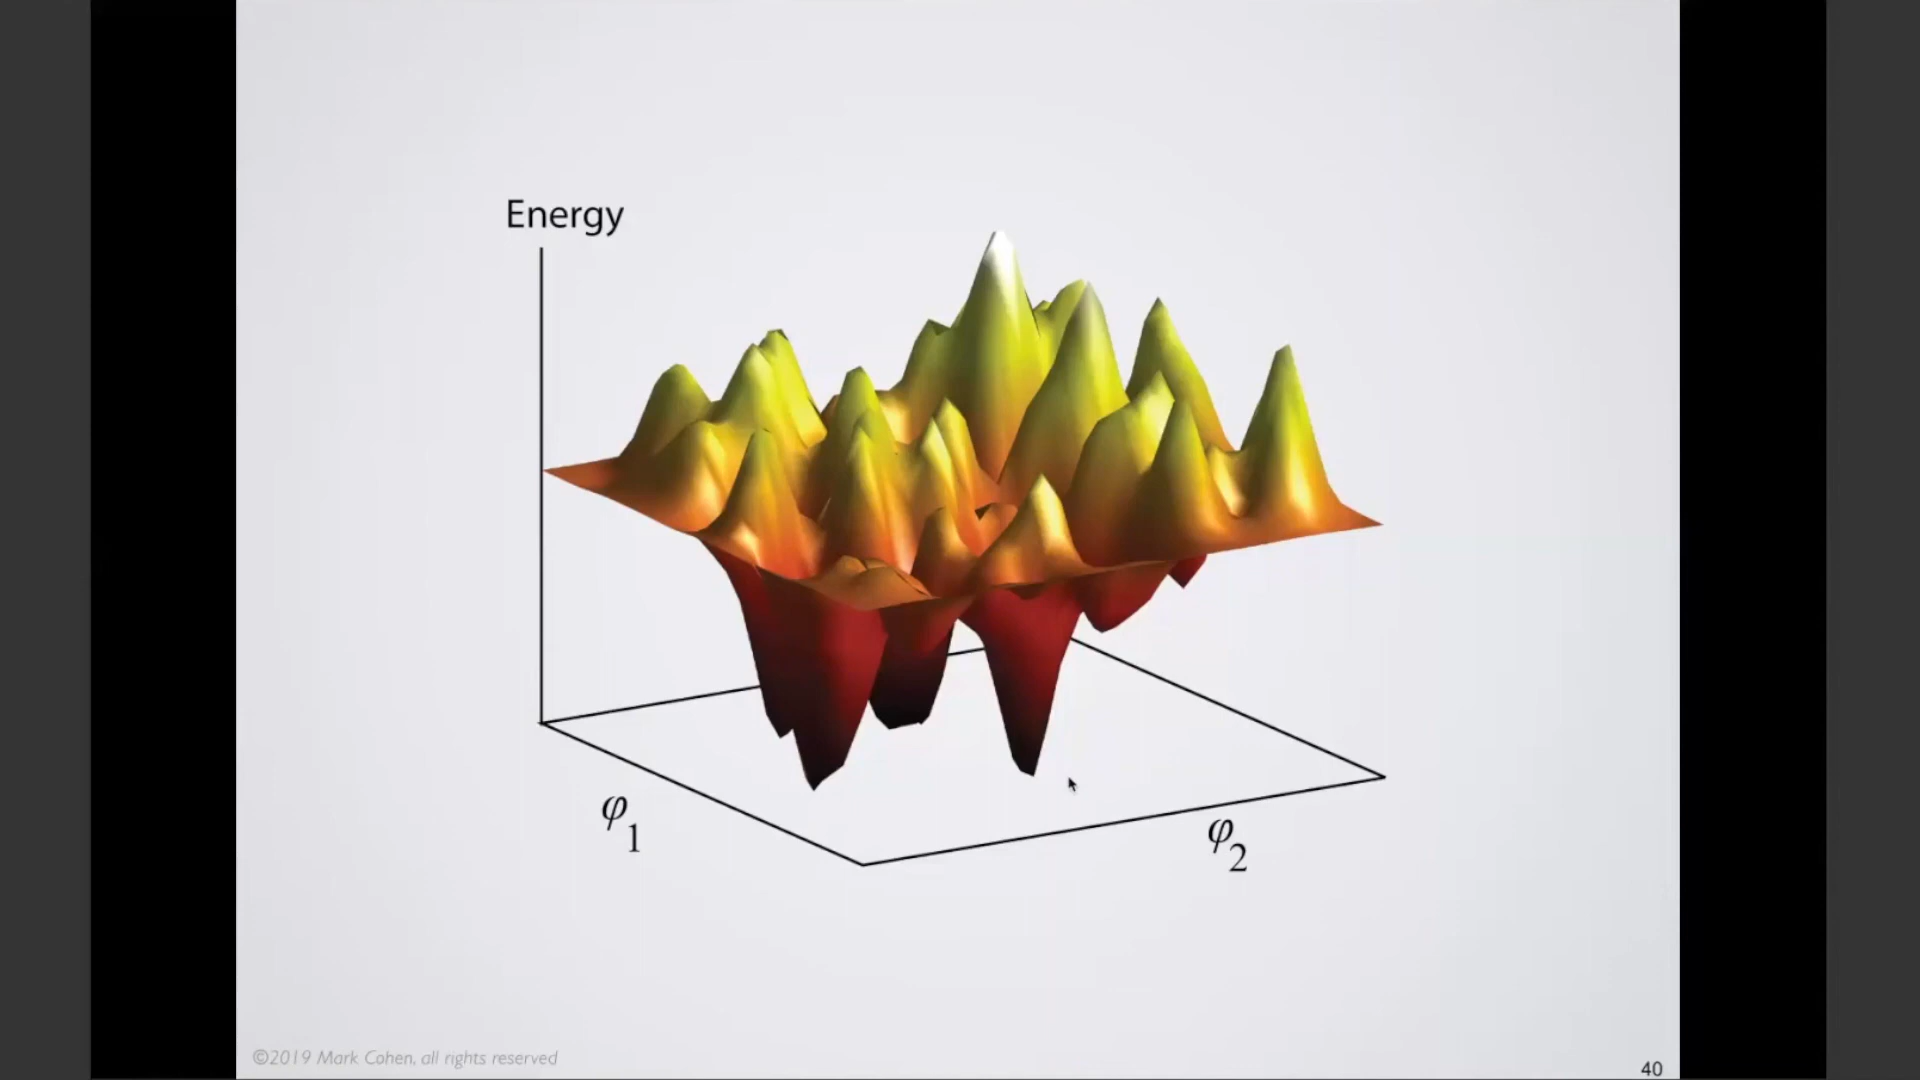 Energy
φ1
φ2
©2019 Mark Cohen, all rights reserved
40